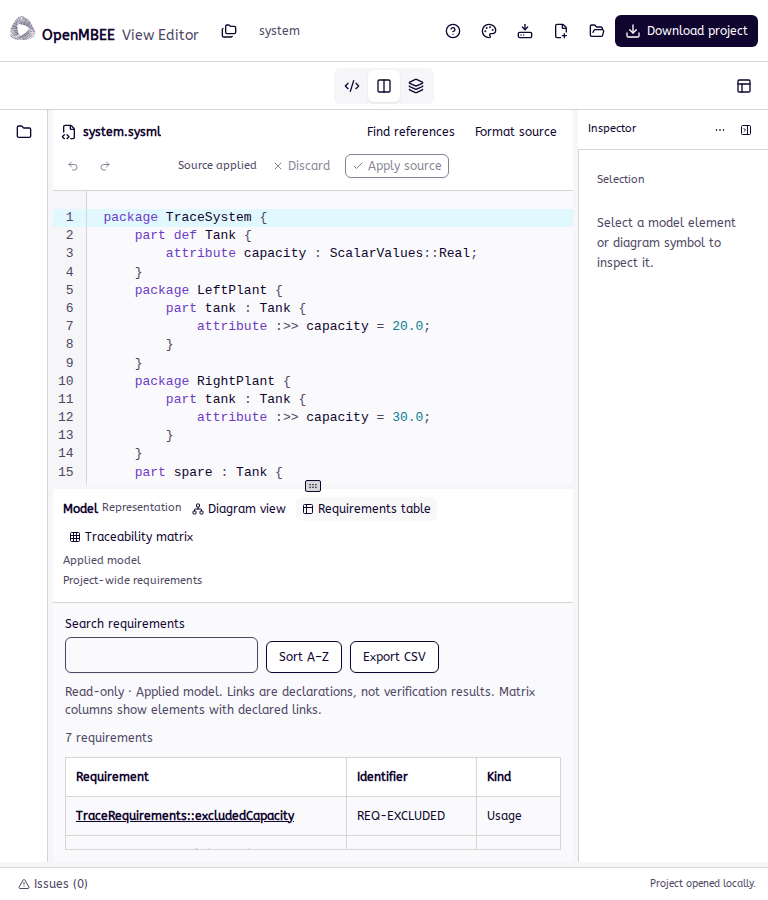 OpenMBEE View Editor system Download project
system.sysml Find references Format source
Source applied Discard Apply source
Inspector
Selection
Select a model element
or diagram symbol to
inspect it.
1 package TraceSystem {
2 part def Tank {
3 attribute capacity : ScalarValues::Real;
4 }
5 package LeftPlant {
6 part tank : Tank {
7 attribute :>> capacity = 20.0;
8 }
9 }
10 package RightPlant {
11 part tank : Tank {
12 attribute :>> capacity = 30.0;
13 }
14 }
15 part spare : Tank {
Model Representation Diagram view Requirements table
Traceability matrix
Applied model
Project-wide requirements
Search requirements
Sort A–Z Export CSV
Read-only · Applied model. Links are declarations, not verification results. Matrix
columns show elements with declared links.
7 requirements
Requirement Identifier Kind
TraceRequirements::excludedCapacity REQ-EXCLUDED Usage
Issues (0) Project opened locally.